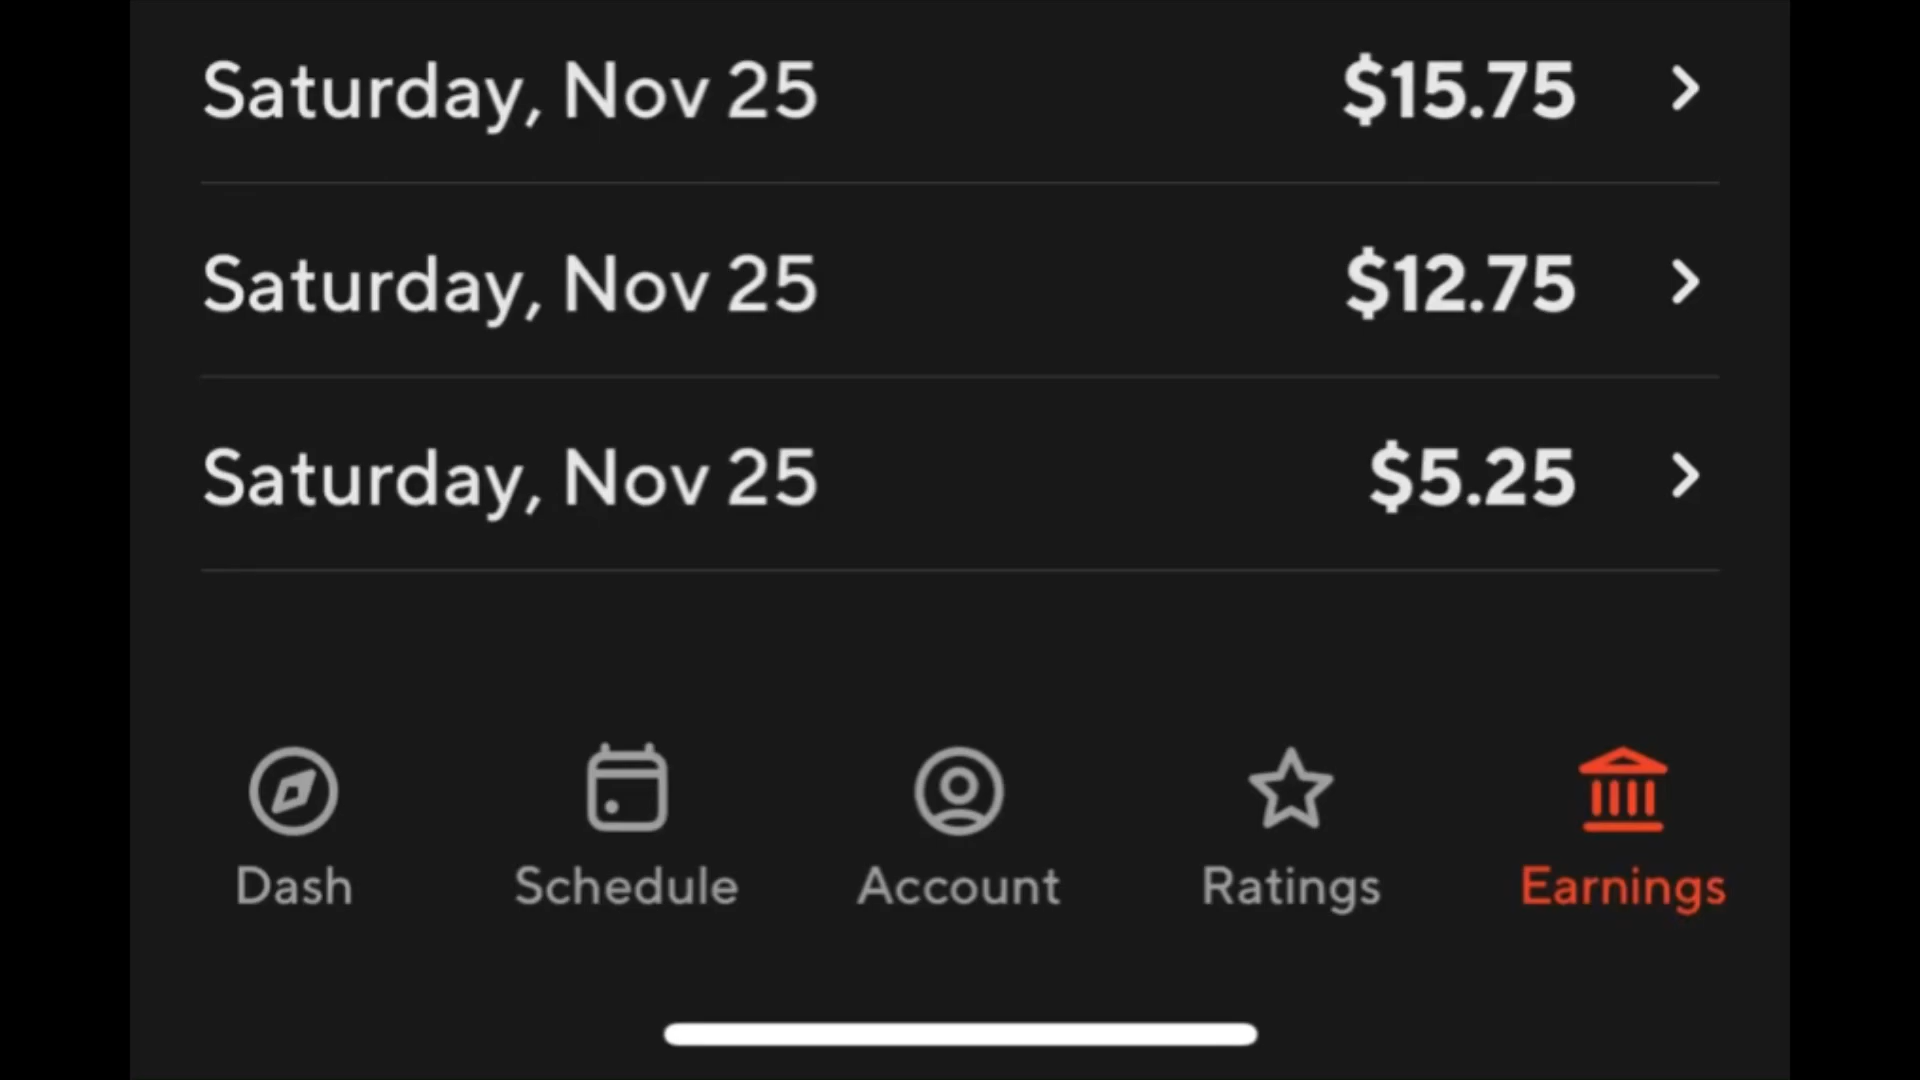 Saturday, Nov 25 $15.75
Saturday, Nov 25 $12.75
Saturday, Nov 25 $5.25
Dash Schedule Account Ratings Earnings